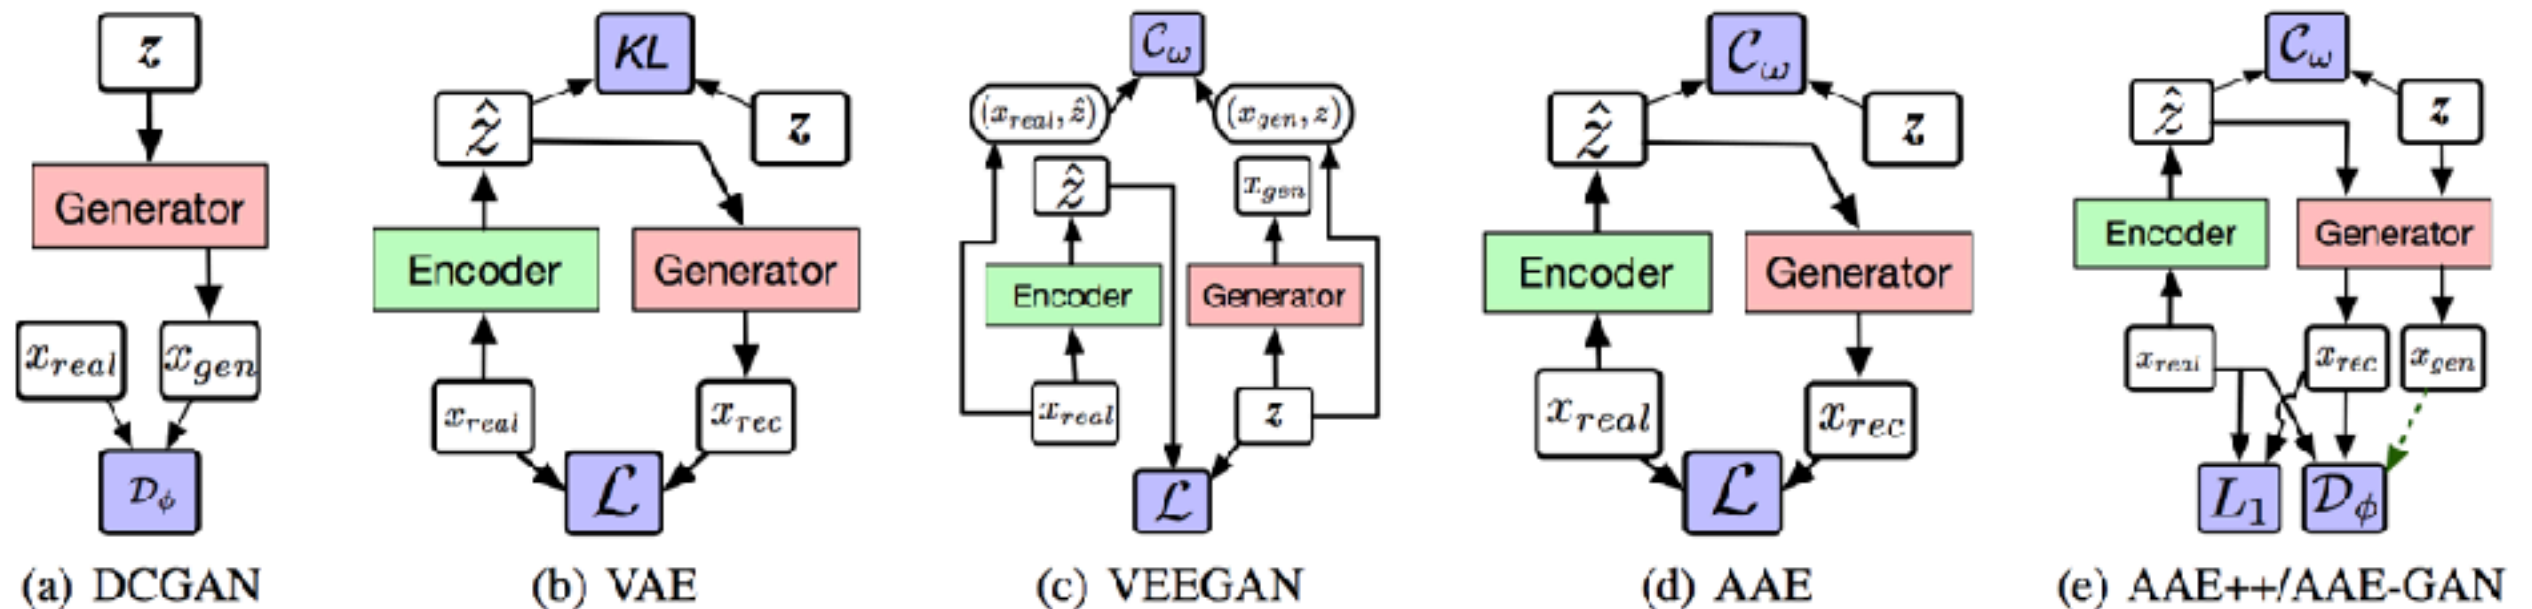 z
Generator
x_real x_gen
D_ϕ
(a) DCGAN
KL
ẑ z
Encoder Generator
x_real x_rec
L
(b) VAE
C_ω
(x_real, ẑ) (x_gen, z)
ẑ x_gen
Encoder Generator
x_real z
L
(c) VEEGAN
C_ω
ẑ z
Encoder Generator
x_real x_rec
L
(d) AAE
C_ω
ẑ z
Encoder Generator
x_real x_rec x_gen
L_1 D_ϕ
(e) AAE++/AAE-GAN